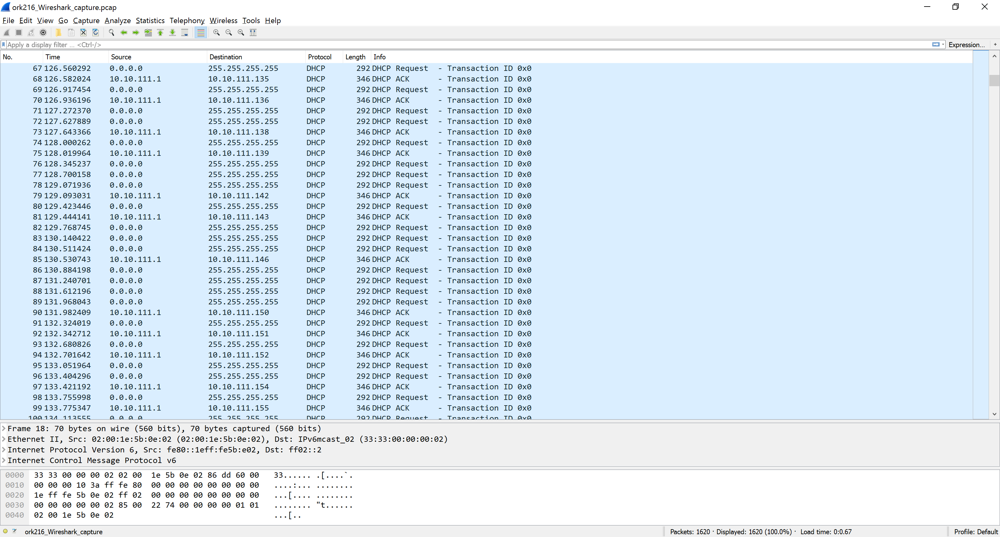 ork216_Wireshark_capture.pcap
File Edit View Go Capture Analyze Statistics Telephony Wireless Tools Help
Apply a display filter ... <Ctrl-/> Expression... +
No. Time Source Destination Protocol Length Info
67 126.560292 0.0.0.0 255.255.255.255 DHCP 292 DHCP Request - Transaction ID 0x0
68 126.582024 10.10.111.1 10.10.111.135 DHCP 346 DHCP ACK - Transaction ID 0x0
69 126.917454 0.0.0.0 255.255.255.255 DHCP 292 DHCP Request - Transaction ID 0x0
70 126.936196 10.10.111.1 10.10.111.136 DHCP 346 DHCP ACK - Transaction ID 0x0
71 127.272370 0.0.0.0 255.255.255.255 DHCP 292 DHCP Request - Transaction ID 0x0
72 127.627889 0.0.0.0 255.255.255.255 DHCP 292 DHCP Request - Transaction ID 0x0
73 127.643366 10.10.111.1 10.10.111.138 DHCP 346 DHCP ACK - Transaction ID 0x0
74 128.000262 0.0.0.0 255.255.255.255 DHCP 292 DHCP Request - Transaction ID 0x0
75 128.019964 10.10.111.1 10.10.111.139 DHCP 346 DHCP ACK - Transaction ID 0x0
76 128.345237 0.0.0.0 255.255.255.255 DHCP 292 DHCP Request - Transaction ID 0x0
77 128.700158 0.0.0.0 255.255.255.255 DHCP 292 DHCP Request - Transaction ID 0x0
78 129.071936 0.0.0.0 255.255.255.255 DHCP 292 DHCP Request - Transaction ID 0x0
79 129.093031 10.10.111.1 10.10.111.142 DHCP 346 DHCP ACK - Transaction ID 0x0
80 129.423446 0.0.0.0 255.255.255.255 DHCP 292 DHCP Request - Transaction ID 0x0
81 129.444141 10.10.111.1 10.10.111.143 DHCP 346 DHCP ACK - Transaction ID 0x0
82 129.768745 0.0.0.0 255.255.255.255 DHCP 292 DHCP Request - Transaction ID 0x0
83 130.140422 0.0.0.0 255.255.255.255 DHCP 292 DHCP Request - Transaction ID 0x0
84 130.511424 0.0.0.0 255.255.255.255 DHCP 292 DHCP Request - Transaction ID 0x0
85 130.530743 10.10.111.1 10.10.111.146 DHCP 346 DHCP ACK - Transaction ID 0x0
86 130.884198 0.0.0.0 255.255.255.255 DHCP 292 DHCP Request - Transaction ID 0x0
87 131.240701 0.0.0.0 255.255.255.255 DHCP 292 DHCP Request - Transaction ID 0x0
88 131.612196 0.0.0.0 255.255.255.255 DHCP 292 DHCP Request - Transaction ID 0x0
89 131.968043 0.0.0.0 255.255.255.255 DHCP 292 DHCP Request - Transaction ID 0x0
90 131.982409 10.10.111.1 10.10.111.150 DHCP 346 DHCP ACK - Transaction ID 0x0
91 132.324019 0.0.0.0 255.255.255.255 DHCP 292 DHCP Request - Transaction ID 0x0
92 132.342712 10.10.111.1 10.10.111.151 DHCP 346 DHCP ACK - Transaction ID 0x0
93 132.680826 0.0.0.0 255.255.255.255 DHCP 292 DHCP Request - Transaction ID 0x0
94 132.701642 10.10.111.1 10.10.111.152 DHCP 346 DHCP ACK - Transaction ID 0x0
95 133.051964 0.0.0.0 255.255.255.255 DHCP 292 DHCP Request - Transaction ID 0x0
96 133.404296 0.0.0.0 255.255.255.255 DHCP 292 DHCP Request - Transaction ID 0x0
97 133.421192 10.10.111.1 10.10.111.154 DHCP 346 DHCP ACK - Transaction ID 0x0
98 133.755998 0.0.0.0 255.255.255.255 DHCP 292 DHCP Request - Transaction ID 0x0
99 133.775347 10.10.111.1 10.10.111.155 DHCP 346 DHCP ACK - Transaction ID 0x0
100 134.113555 0.0.0.0 255.255.255.255 DHCP 292 DHCP Request - Transaction ID 0x0
Frame 18: 70 bytes on wire (560 bits), 70 bytes captured (560 bits)
Ethernet II, Src: 02:00:1e:5b:0e:02 (02:00:1e:5b:0e:02), Dst: IPv6mcast_02 (33:33:00:00:00:02)
Internet Protocol Version 6, Src: fe80::1eff:fe5b:e02, Dst: ff02::2
Internet Control Message Protocol v6
0000 33 33 00 00 00 02 02 00 1e 5b 0e 02 86 dd 60 00 33...... .[....`.
0010 00 00 00 10 3a ff fe 80 00 00 00 00 00 00 00 00 ....:... ........
0020 1e ff fe 5b 0e 02 ff 02 00 00 00 00 00 00 00 00 ...[.... ........
0030 00 00 00 00 00 02 85 00 22 74 00 00 00 00 01 01 ........ "t......
0040 02 00 1e 5b 0e 02 ...[..
ork216_Wireshark_capture Packets: 1620 · Displayed: 1620 (100.0%) · Load time: 0:0.67 Profile: Default